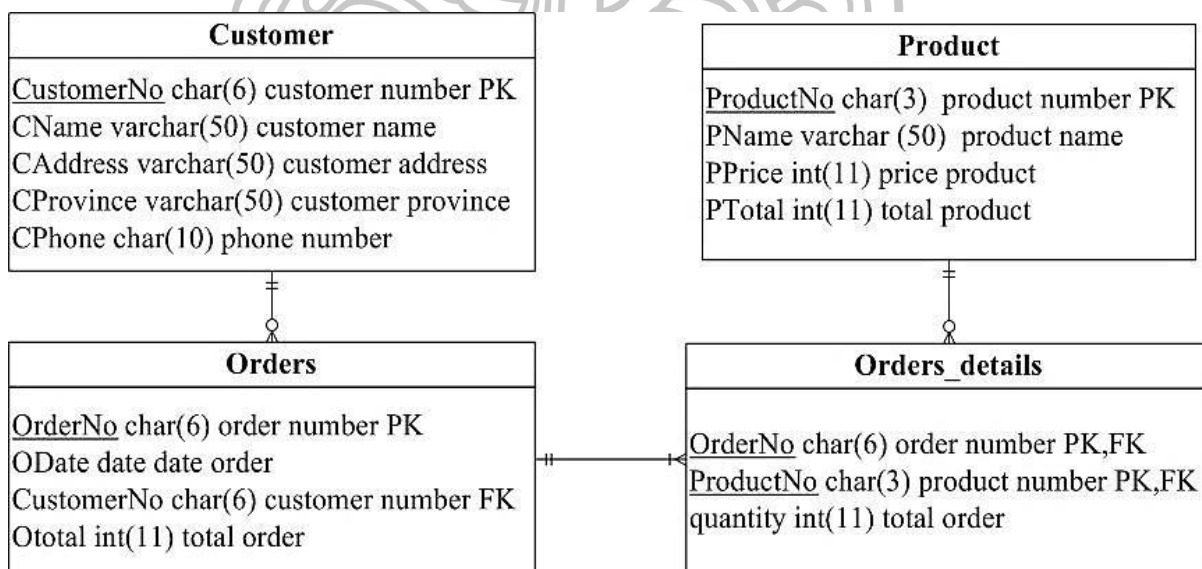 Customer
CustomerNo char(6) customer number PK
CName varchar(50) customer name
CAddress varchar(50) customer address
CProvince varchar(50) customer province
CPhone char(10) phone number
Product
ProductNo char(3) product number PK
PName varchar (50) product name
PPrice int(11) price product
PTotal int(11) total product
Orders
OrderNo char(6) order number PK
ODate date date order
CustomerNo char(6) customer number FK
Ototal int(11) total order
Orders_details
OrderNo char(6) order number PK,FK
ProductNo char(3) product number PK,FK
quantity int(11) total order